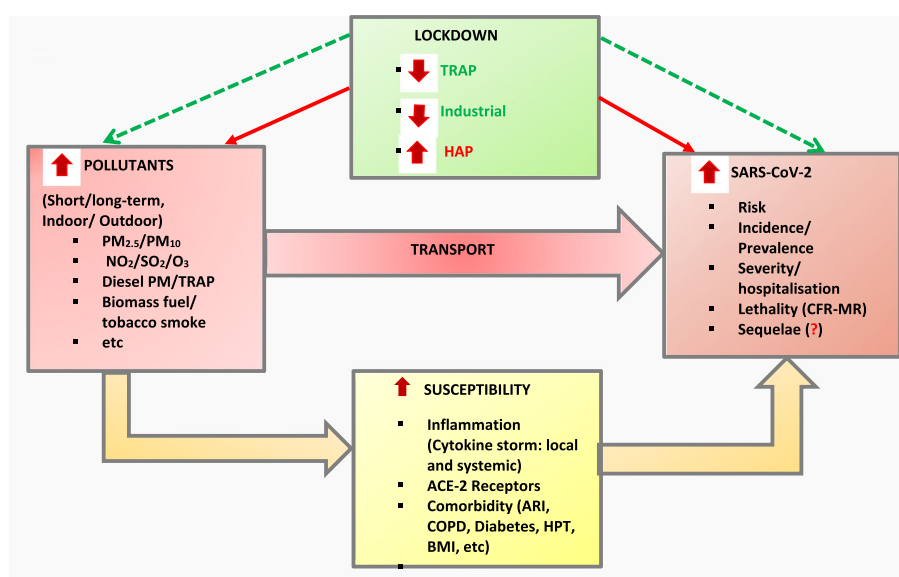 LOCKDOWN
TRAP
Industrial
HAP
POLLUTANTS
(Short/long-term,
Indoor/ Outdoor)
PM2.5/PM10
NO2/SO2/O3
Diesel PM/TRAP
Biomass fuel/
tobacco smoke
etc
TRANSPORT
SARS-CoV-2
Risk
Incidence/
Prevalence
Severity/
hospitalisation
Lethality (CFR-MR)
Sequelae (?)
SUSCEPTIBILITY
Inflammation
(Cytokine storm: local
and systemic)
ACE-2 Receptors
Comorbidity (ARI,
COPD, Diabetes, HPT,
BMI, etc)